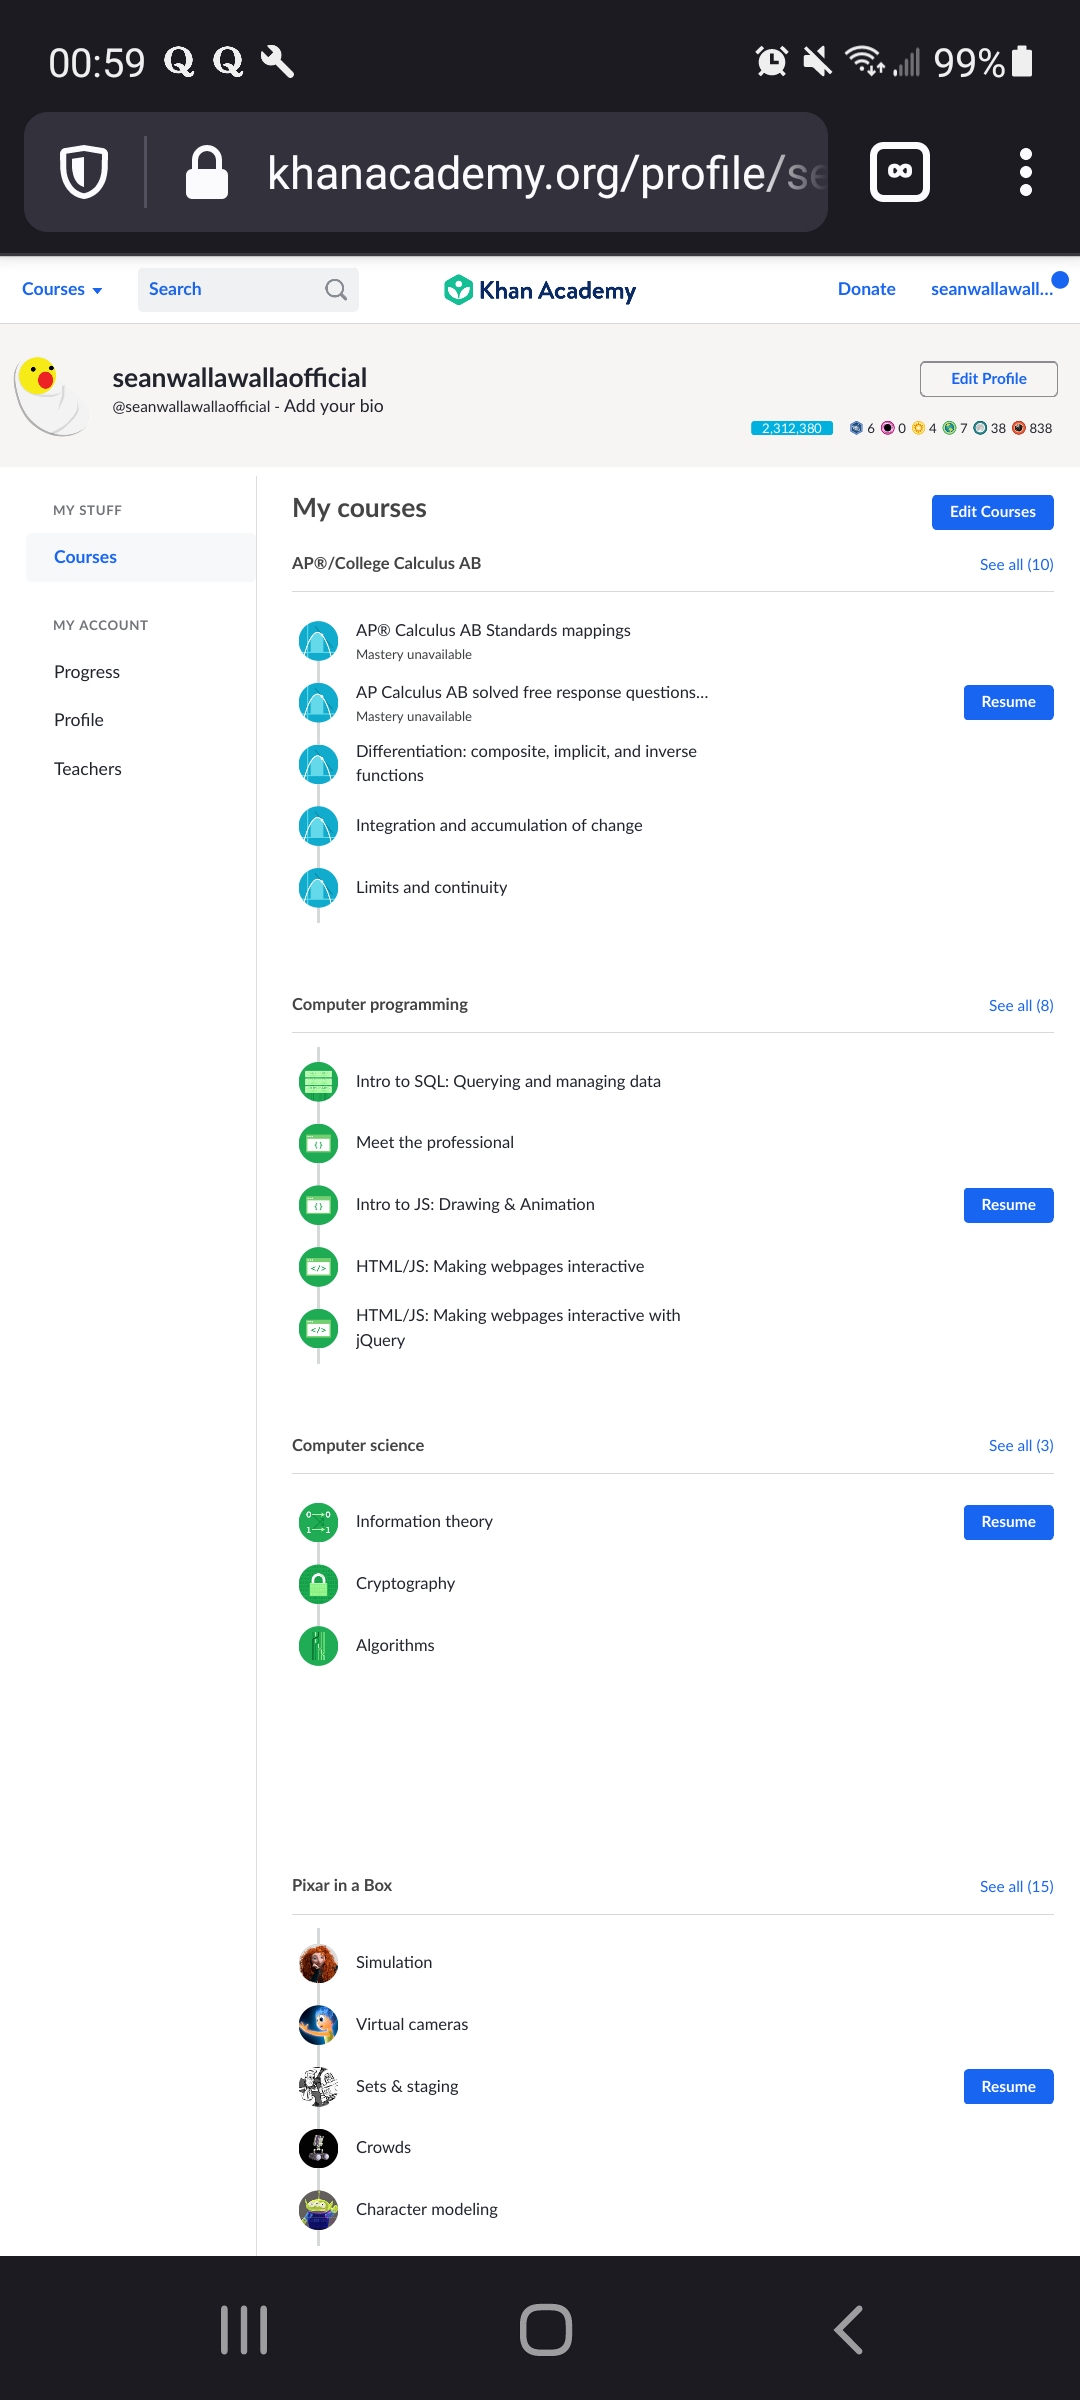 00:59
99%
khanacademy.org/profile/se
Courses
Search
Khan Academy
Donate
seanwallawall...
seanwallawallaofficial
@seanwallawallaofficial - Add your bio
Edit Profile
2,312,380 6 0 4 7 38 838
MY STUFF
Courses
MY ACCOUNT
Progress
Profile
Teachers
My courses
Edit Courses
AP®/College Calculus AB
See all (10)
AP® Calculus AB Standards mappings
Mastery unavailable
AP Calculus AB solved free response questions...
Mastery unavailable
Resume
Differentiation: composite, implicit, and inverse
functions
Integration and accumulation of change
Limits and continuity
Computer programming
See all (8)
Intro to SQL: Querying and managing data
Meet the professional
Intro to JS: Drawing & Animation
Resume
HTML/JS: Making webpages interactive
HTML/JS: Making webpages interactive with
jQuery
Computer science
See all (3)
Information theory
Resume
Cryptography
Algorithms
Pixar in a Box
See all (15)
Simulation
Virtual cameras
Sets & staging
Resume
Crowds
Character modeling